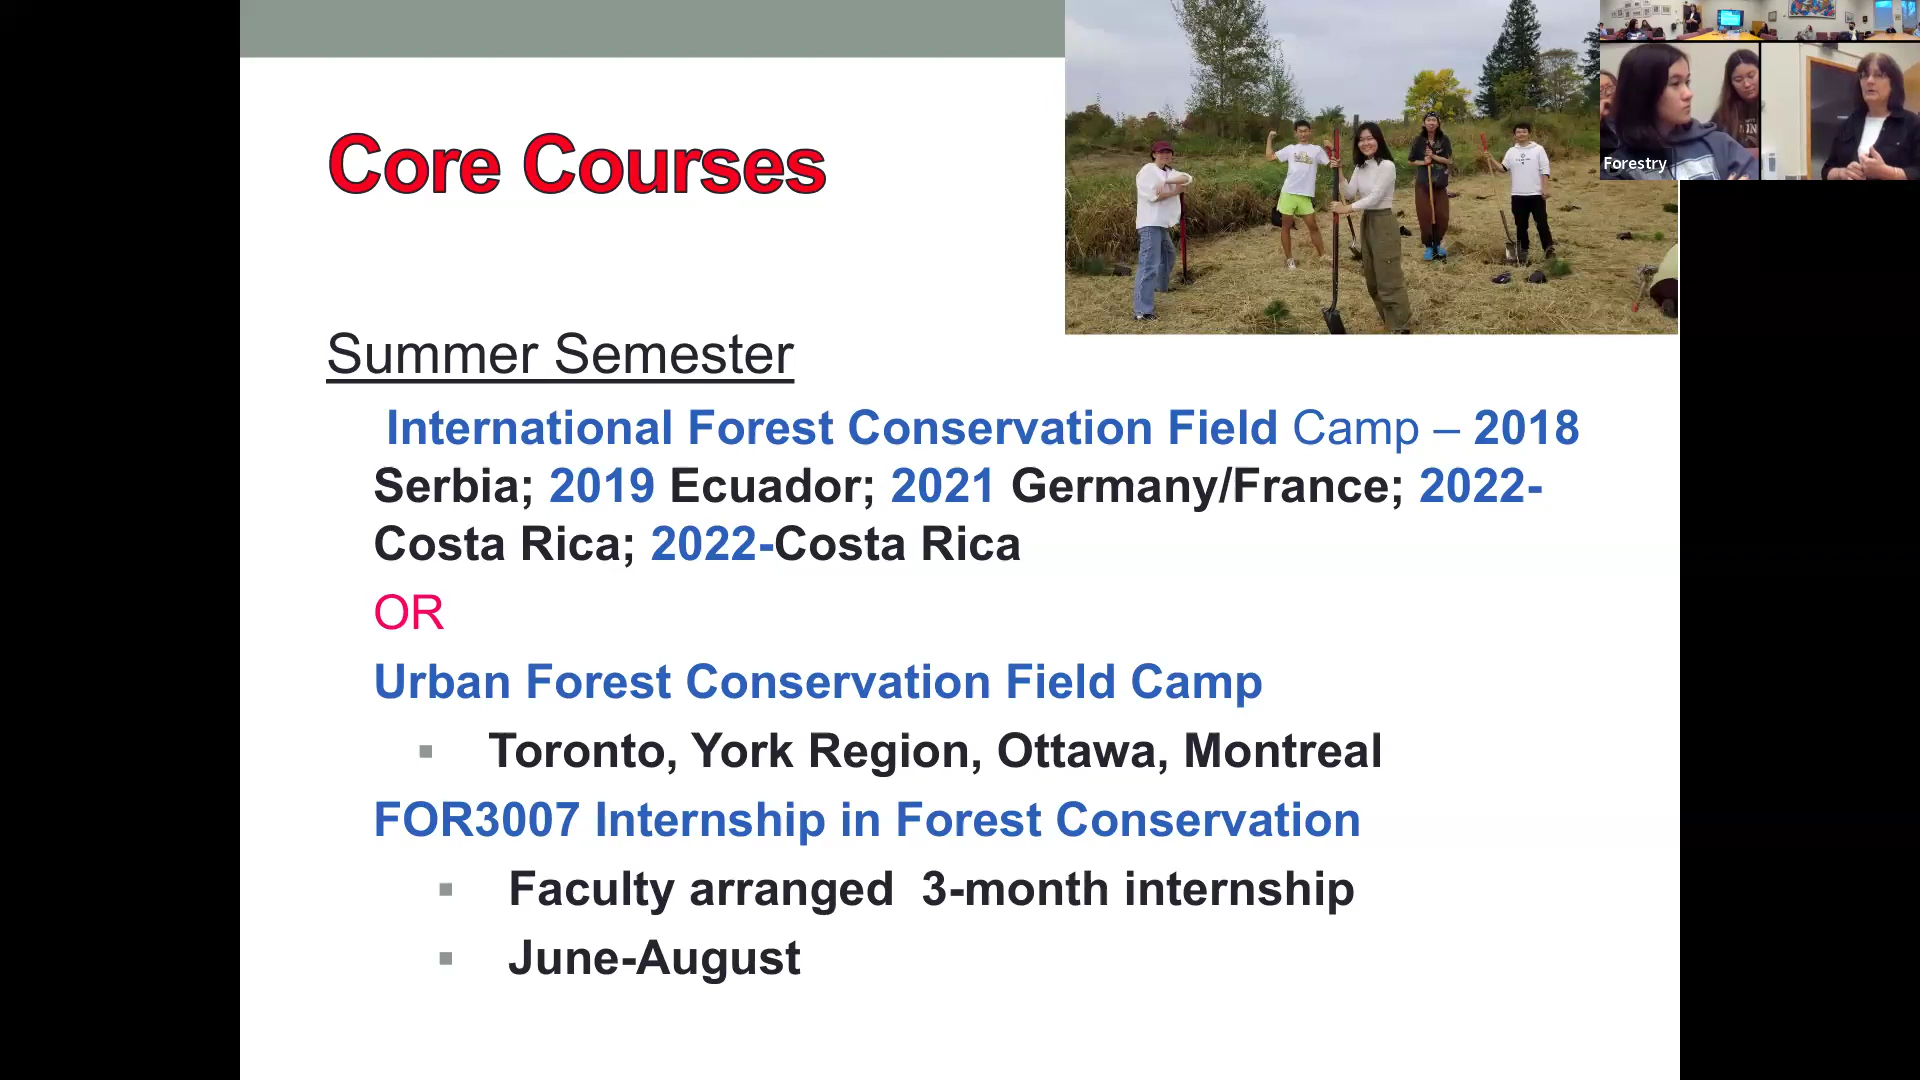 Core Courses
Forestry
Summer Semester
International Forest Conservation Field Camp – 2018
Serbia; 2019 Ecuador; 2021 Germany/France; 2022-
Costa Rica; 2022-Costa Rica
OR
Urban Forest Conservation Field Camp
▪ Toronto, York Region, Ottawa, Montreal
FOR3007 Internship in Forest Conservation
▪ Faculty arranged  3-month internship
▪ June-August